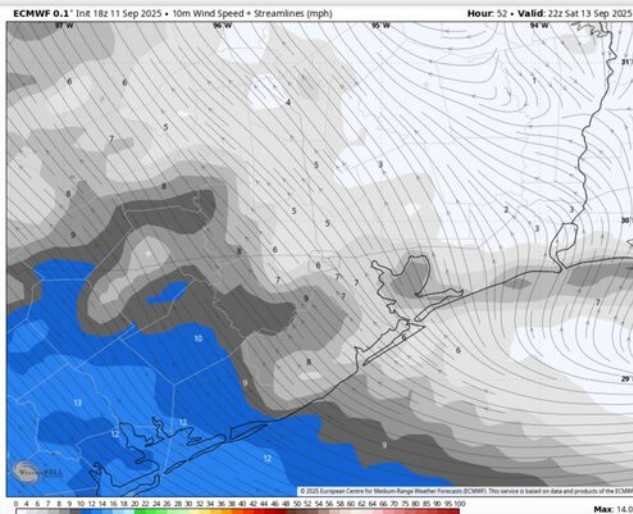 ECMWF 0.1° Init 18z 11 Sep 2025 • 10m Wind Speed + Streamlines (mph) Hour: 52 • Valid: 22z Sat 13 Sep 2025
97°W 96°W 95°W 94°W
31°
6 6 1
4
7 5
5 3
8 8
5 2 3
9 5 3 30°
8 6
7 6 7 7
9 7 7
10
8 6 6
29°
9
13
12 12 9
12
WeatherBELL
© 2025 European Centre for Medium-Range Weather Forecasts (ECMWF). This service is based on data and products of the ECMWF
0 4 6 7 8 9 10 12 14 16 18 20 22 24 26 28 30 32 34 36 38 40 42 44 46 48 50 52 54 56 58 60 65 70 75 80 85 90 95 100
Max: 14.0